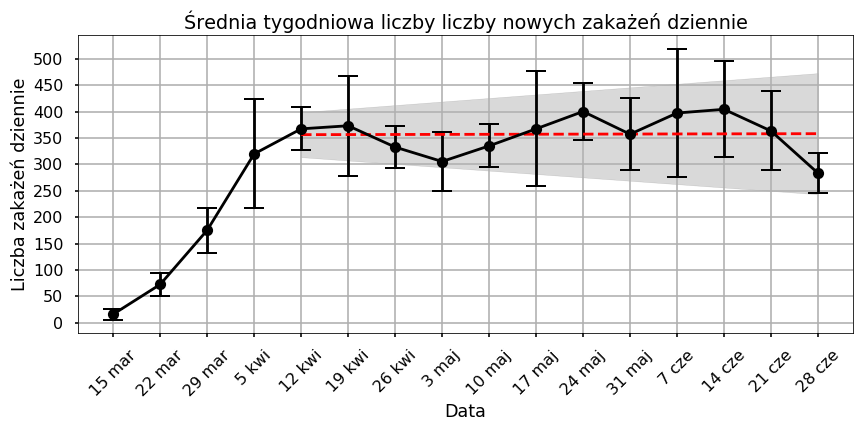 Średnia tygodniowa liczby liczby nowych zakażeń dziennie
Liczba zakażeń dziennie
500
450
400
350
300
250
200
150
100
50
0
15 mar
22 mar
29 mar
5 kwi
12 kwi
19 kwi
26 kwi
3 maj
10 maj
17 maj
24 maj
31 maj
7 cze
14 cze
21 cze
28 cze
Data